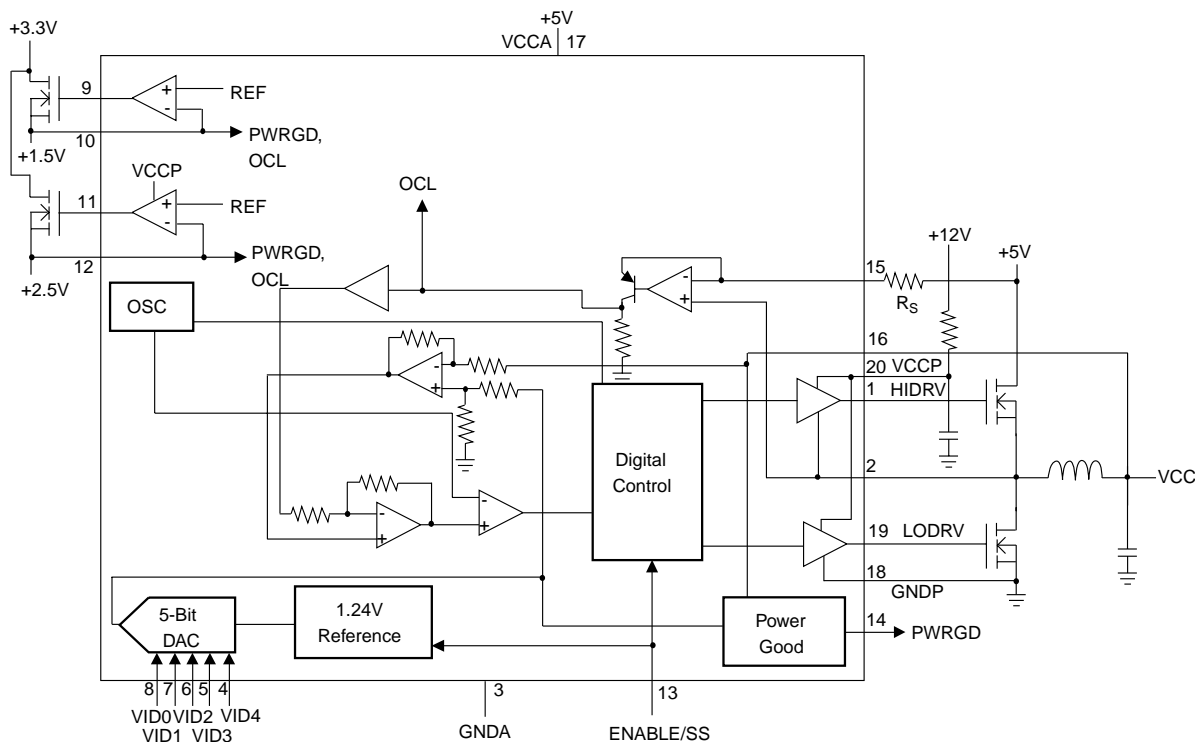 +5V
VCCA 17
+3.3V
9
+
-
REF
10
PWRGD,
OCL
+1.5V
VCCP
11
+
-
REF
12
PWRGD,
OCL
+2.5V
OCL
+12V
+5V
15
RS
-
+
OSC
16
20 VCCP
1 HIDRV
-
+
Digital
Control
2
VCC
-
+
-
+
19 LODRV
18
GNDP
5-Bit
DAC
1.24V
Reference
Power
Good
14
PWRGD
8 7 6 5 4
3
13
VID0 VID2 VID4
VID1 VID3
GNDA
ENABLE/SS